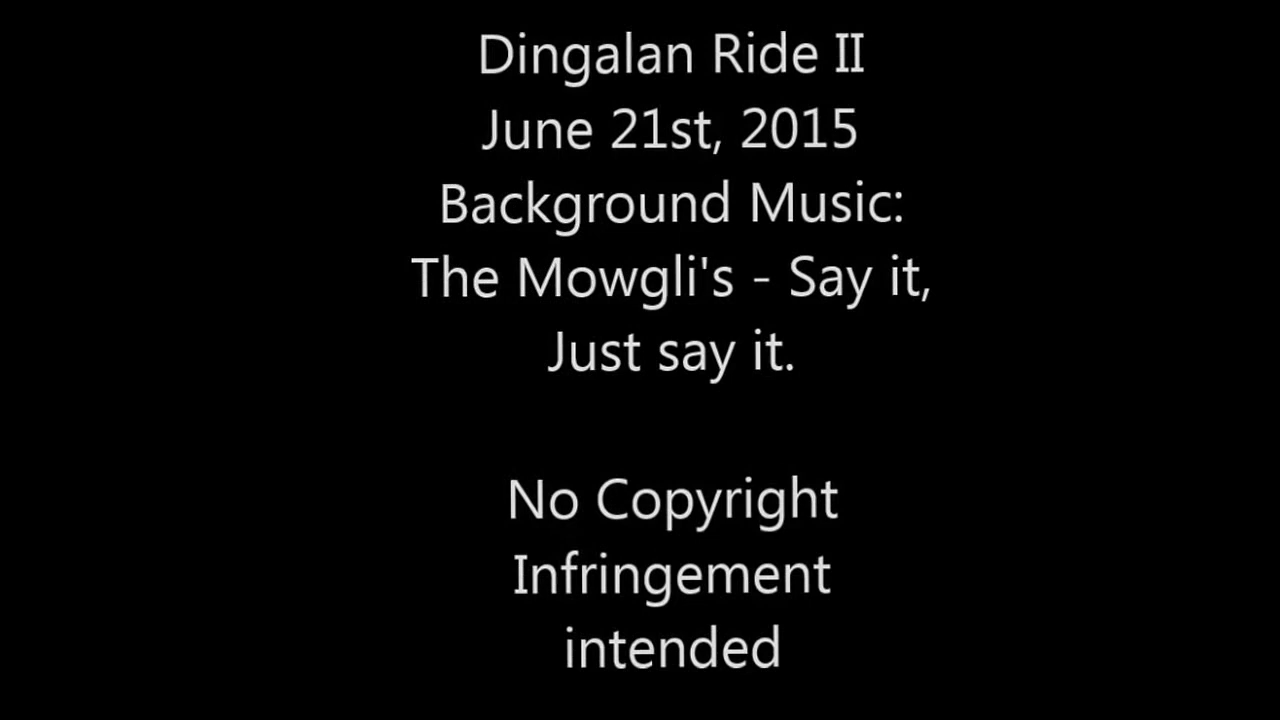 Dingalan Ride II
June 21st, 2015
Background Music:
The Mowgli's - Say it,
Just say it.
No Copyright
Infringement
intended